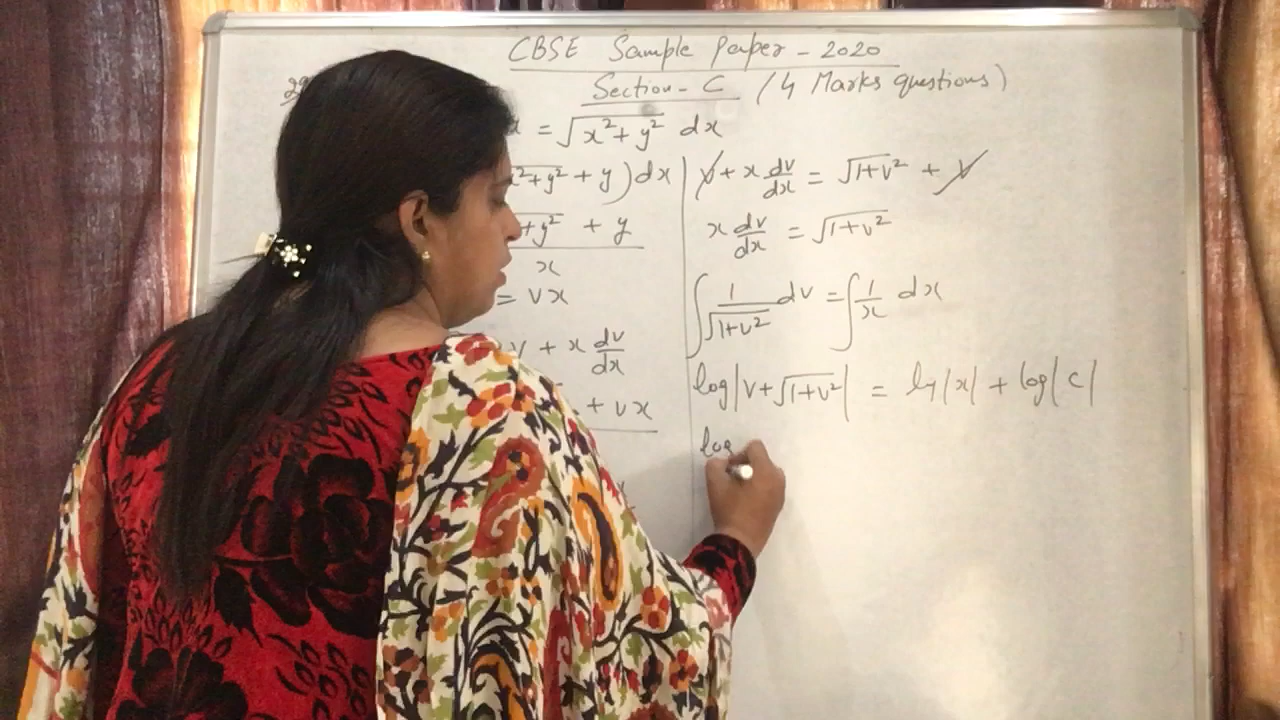 CBSE Sample Paper - 2020
Section - C (4 Marks questions)
= √(x² + y²) dx
x²+y² + y) dx
+y² + y
x
= vx
v + x dv/dx
+ vx
v + x dv/dx = √1+v² + v
x dv/dx = √1+v²
∫ 1/√1+v² dv = ∫ 1/x dx
log|v+√1+v²| = log|x| + log|c|
log